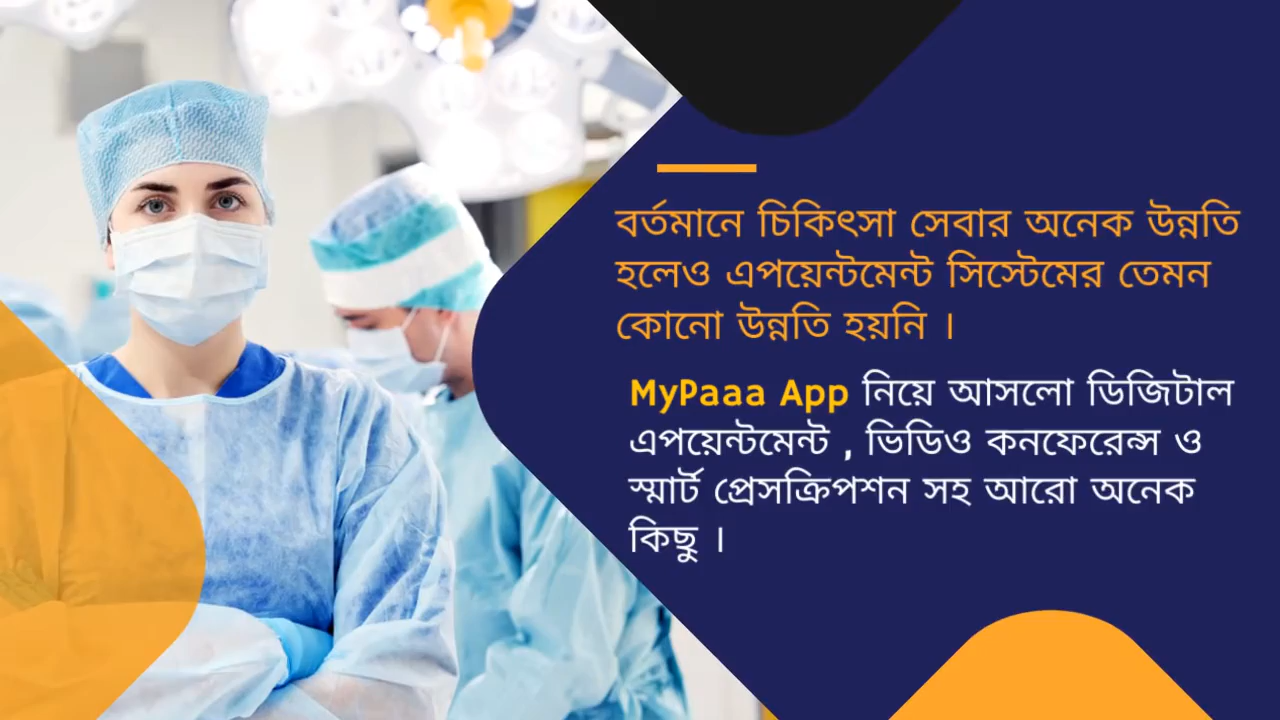 বর্তমানে চিকিৎসা সেবার অনেক উন্নতি
হলেও এপয়েন্টমেন্ট সিস্টেমের তেমন
কোনো উন্নতি হয়নি ।
MyPaaa App নিয়ে আসলো ডিজিটাল
এপয়েন্টমেন্ট , ভিডিও কনফেরেন্স ও
স্মার্ট প্রেসক্রিপশন সহ আরো অনেক
কিছু ।